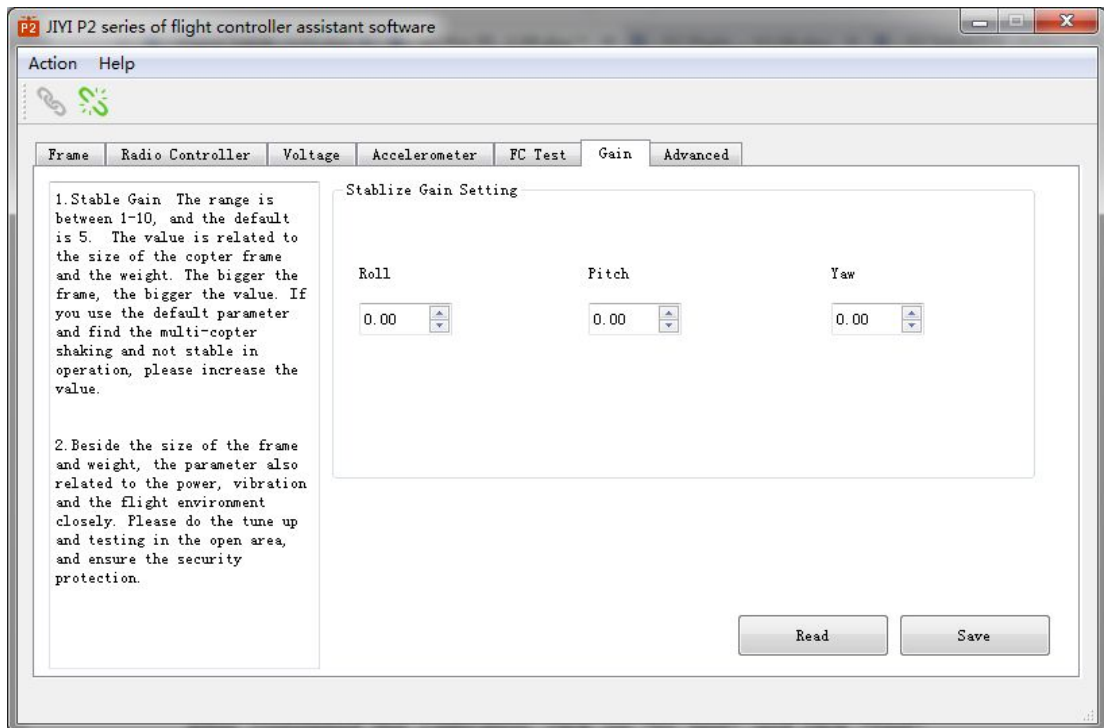 P2 JIYI P2 series of flight controller assistant software
Action Help
Frame Radio Controller Voltage Accelerometer FC Test Gain Advanced
1.Stable Gain The range is
between 1-10, and the default
is 5. The value is related to
the size of the copter frame
and the weight. The bigger the
frame, the bigger the value. If
you use the default parameter
and find the multi-copter
shaking and not stable in
operation, please increase the
value.
2.Beside the size of the frame
and weight, the parameter also
related to the power, vibration
and the flight environment
closely. Please do the tune up
and testing in the open area,
and ensure the security
protection.
Stablize Gain Setting
Roll Pitch Yaw
0.00 0.00 0.00
Read Save